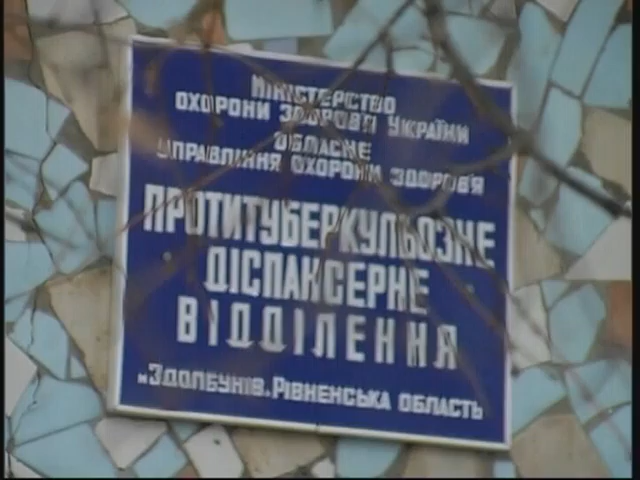 МІНІСТЕРСТВО
ОХОРОНИ ЗДОРОВ'Я УКРАЇНИ
ОБЛАСНЕ
УПРАВЛІННЯ ОХОРОНИ ЗДОРОВ'Я
ПРОТИТУБЕРКУЛЬОЗНЕ
ДІСПАНСЕРНЕ
ВІДДІЛЕННЯ
м.ЗДОЛБУНІВ, РІВНЕНСЬКА ОБЛАСТЬ